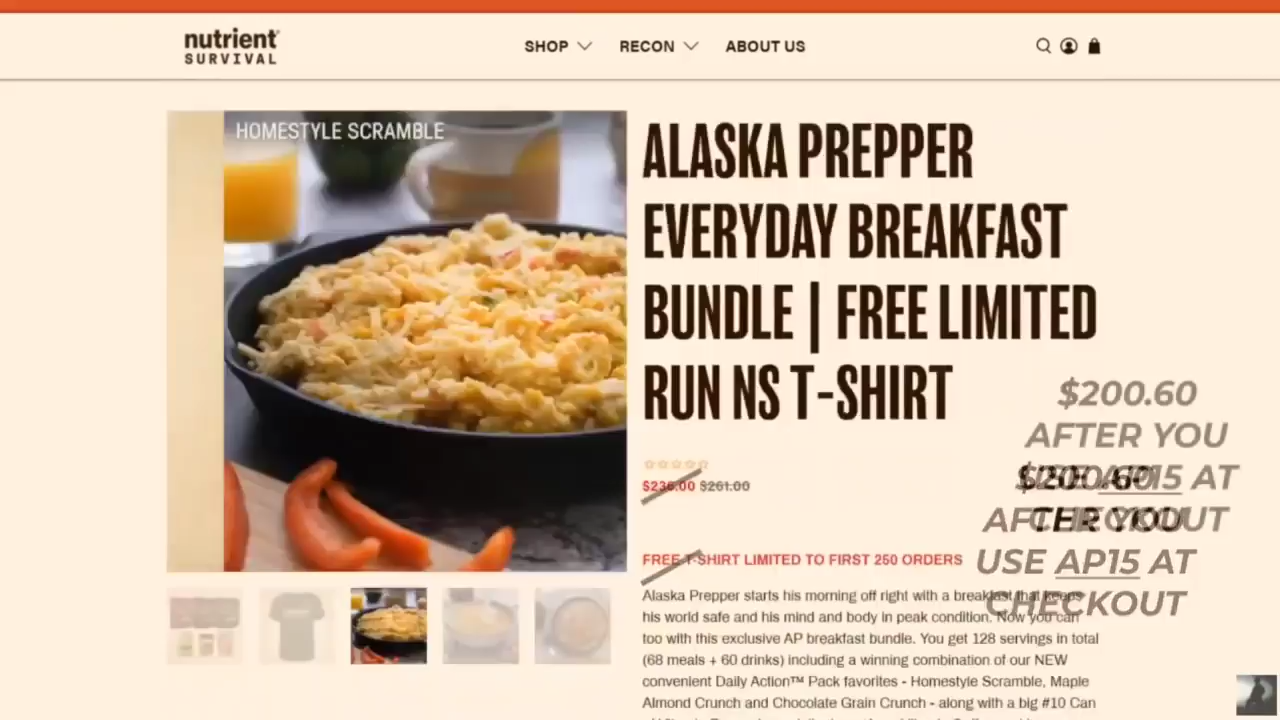 nutrient
SURVIVAL
SHOP
RECON
ABOUT US
HOMESTYLE SCRAMBLE
ALASKA PREPPER
EVERYDAY BREAKFAST
BUNDLE | FREE LIMITED
RUN NS T-SHIRT
$236.00 $261.00
$200.60
AFTER YOU
USE AP15 AT
CHECKOUT
FREE T-SHIRT LIMITED TO FIRST 250 ORDERS
Alaska Prepper starts his morning off right with a breakfast that keeps
his world safe and his mind and body in peak condition. Now you can
too with this exclusive AP breakfast bundle. You get 128 servings in total
(68 meals + 60 drinks) including a winning combination of our NEW
convenient Daily Action™ Pack favorites - Homestyle Scramble, Maple
Almond Crunch and Chocolate Grain Crunch - along with a big #10 Can